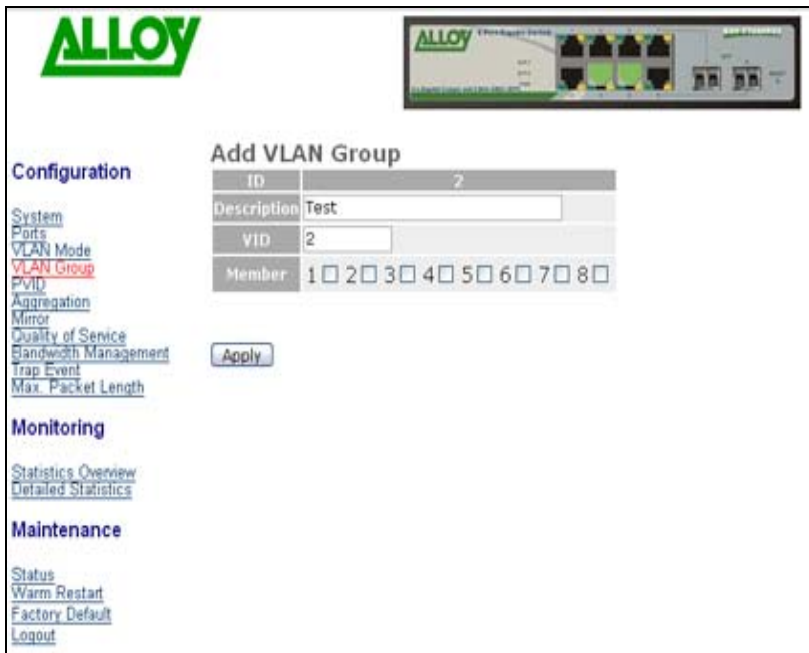 ALLOY
ALLOY
Configuration
System
Ports
VLAN Mode
VLAN Group
PVID
Aggregation
Mirror
Quality of Service
Bandwidth Management
Trap Event
Max. Packet Length
Monitoring
Statistics Overview
Detailed Statistics
Maintenance
Status
Warm Restart
Factory Default
Logout
Add VLAN Group
ID 2
Description Test
VID 2
Member 1 2 3 4 5 6 7 8
Apply